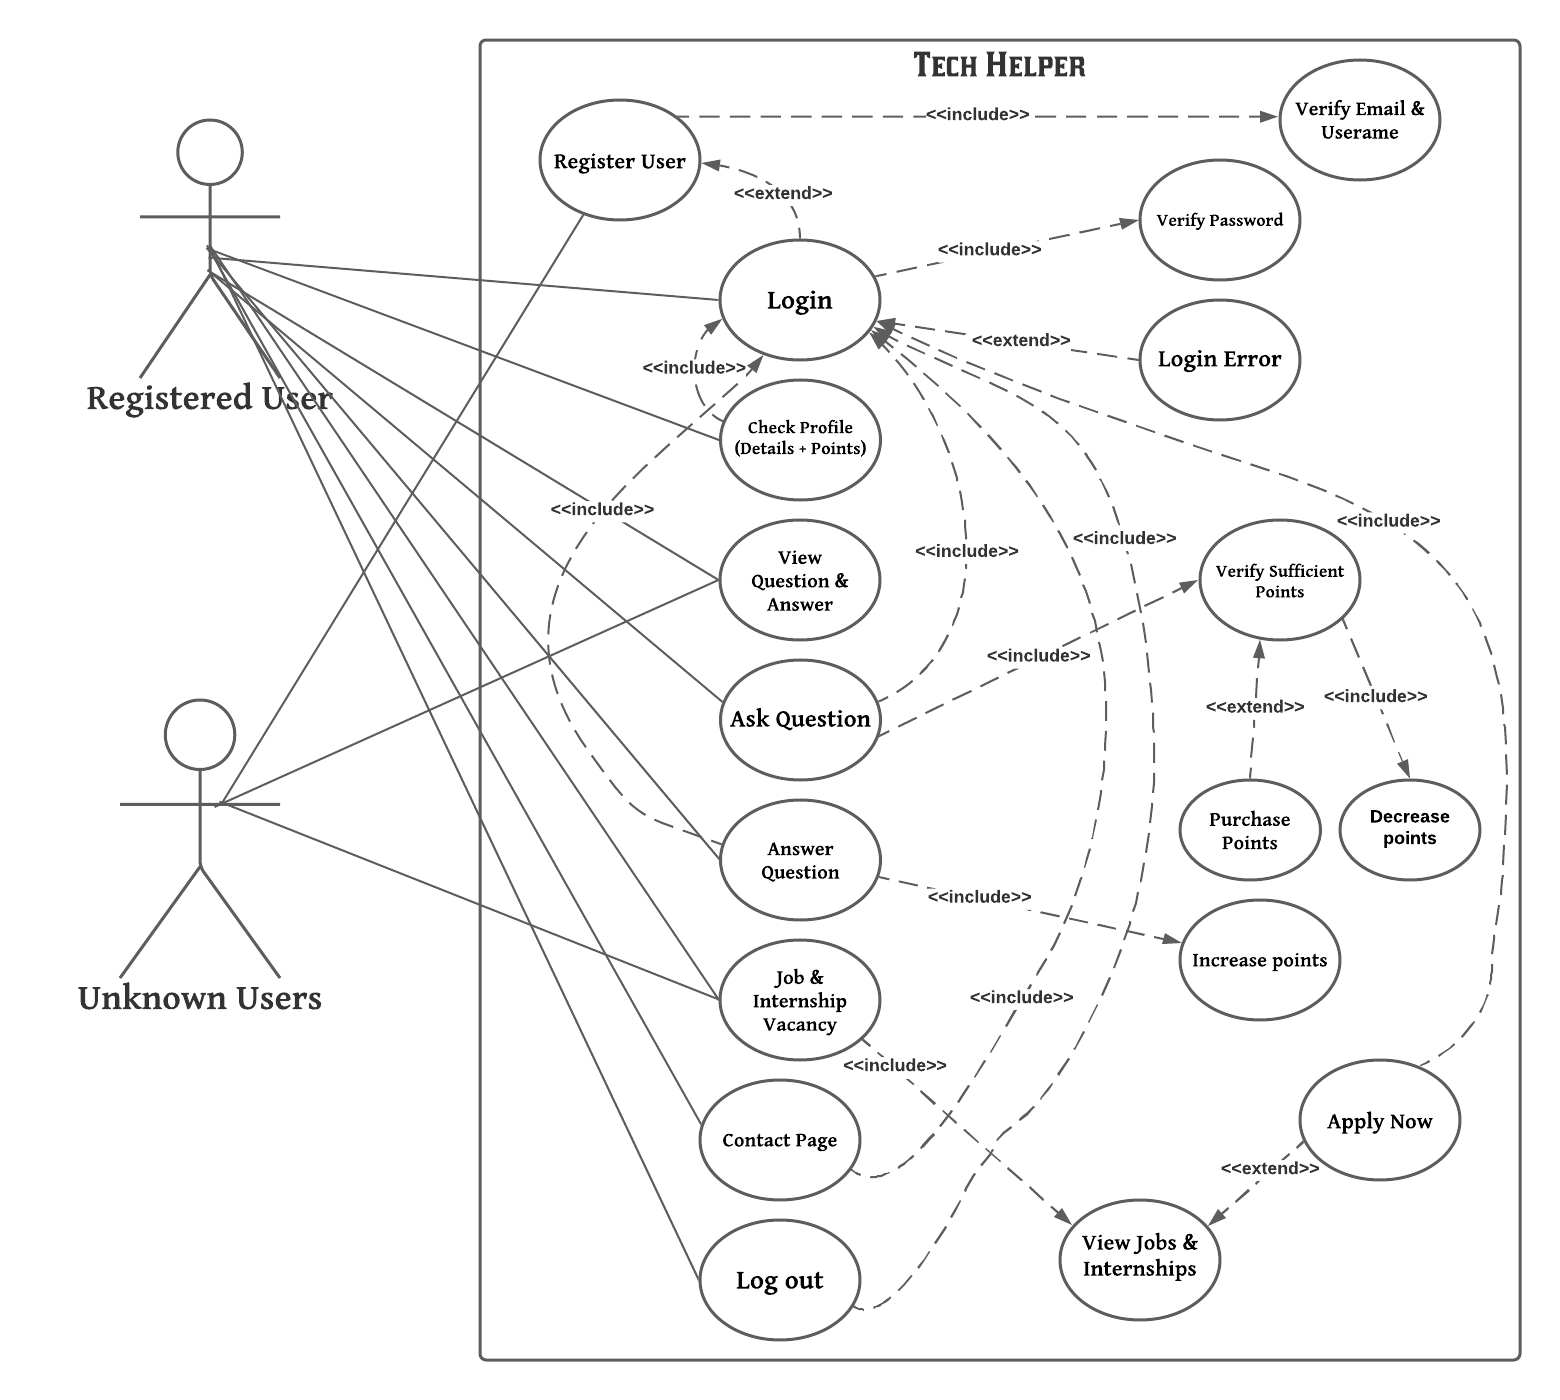 TECH HELPER
<<include>>
Verify Email &
Userame
Register User
<<extend>>
Verify Password
<<include>>
Login
<<extend>>
Login Error
<<include>>
Registered User
Check Profile
(Details + Points)
<<include>>
<<include>>
<<include>>
<<include>>
View
Question &
Answer
Verify Sufficient
Points
<<include>>
<<extend>>
<<include>>
Ask Question
Purchase
Points
Decrease
points
Answer
Question
<<include>>
Increase points
Unknown Users
Job &
Internship
Vacancy
<<include>>
<<include>>
Contact Page
Apply Now
<<extend>>
View Jobs &
Internships
Log out